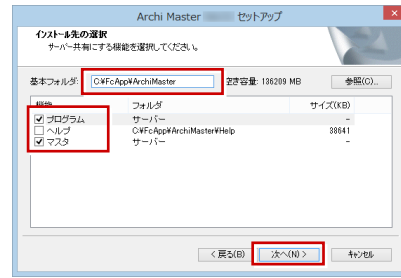 Archi Master セットアップ
インストール先の選択
サーバー共有にする機能を選択してください。
基本フォルダ: C:¥FcApp¥ArchiMaster 空き容量: 136209 MB 参照(C)...
機能 フォルダ サイズ(KB)
プログラム サーバー -
ヘルプ C:¥FcApp¥ArchiMaster¥Help 38641
マスタ サーバー -
< 戻る(B) 次へ(N) > キャンセル